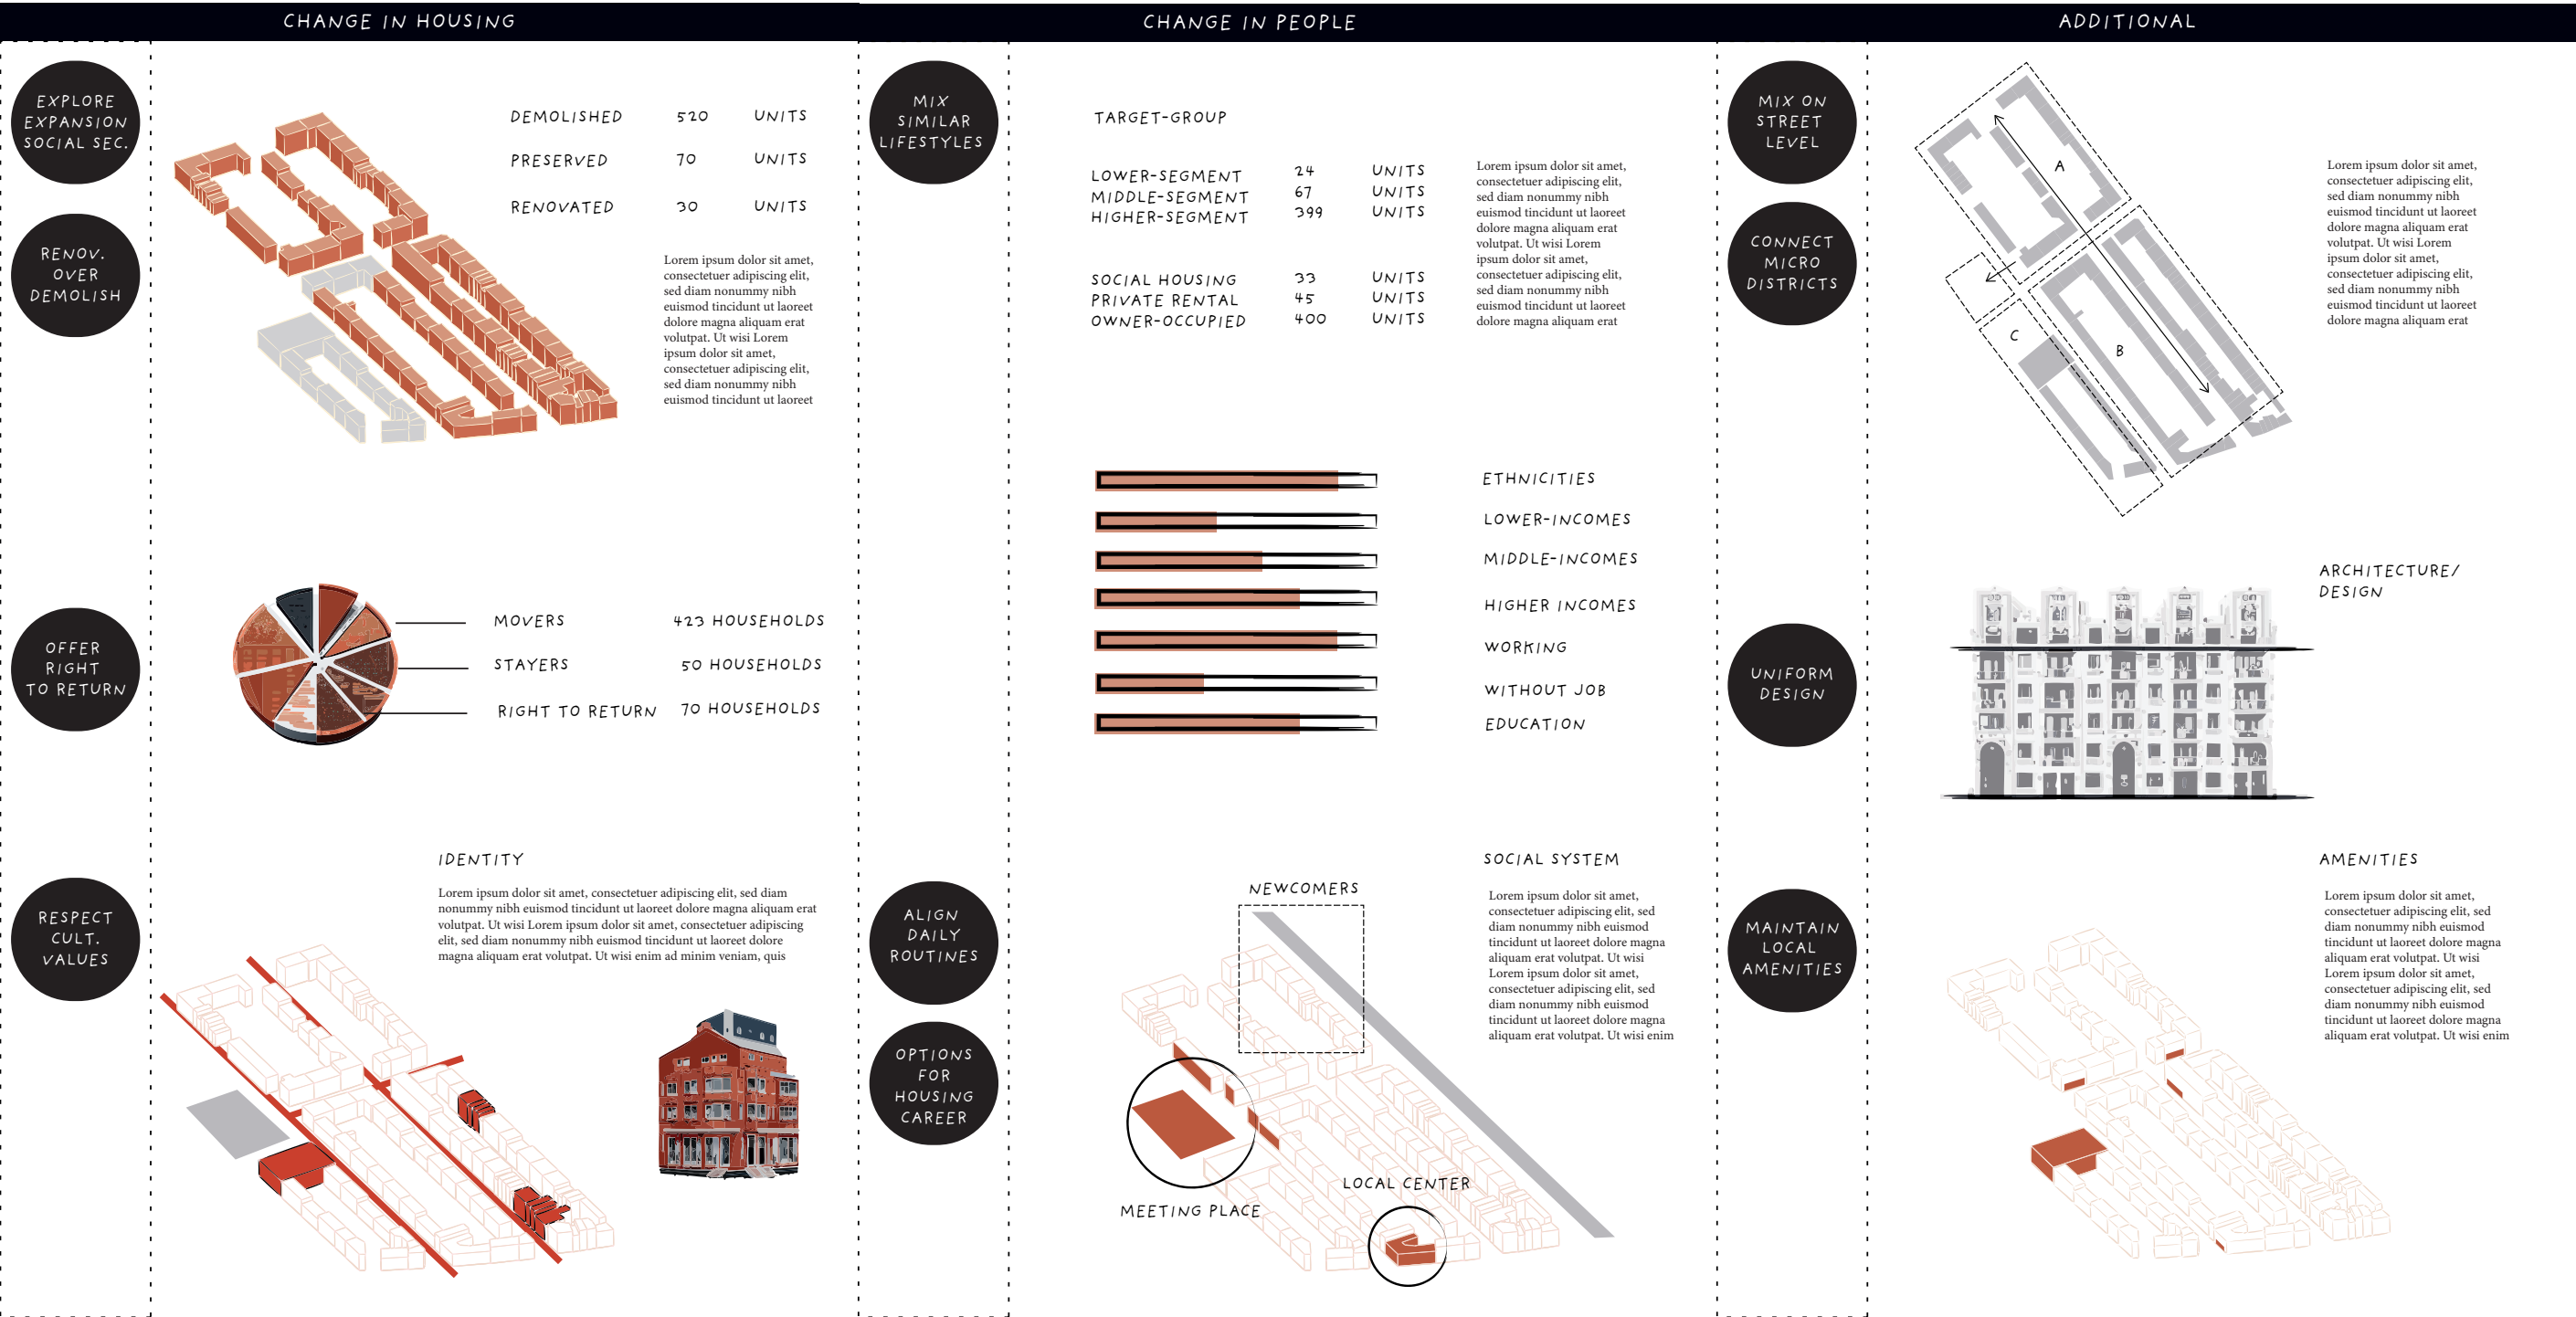 CHANGE IN HOUSING
EXPLORE
EXPANSION
SOCIAL SEC.
RENOV.
OVER
DEMOLISH
DEMOLISHED 520 UNITS
PRESERVED 70 UNITS
RENOVATED 30 UNITS
Lorem ipsum dolor sit amet,
consectetuer adipiscing elit,
sed diam nonummy nibh
euismod tincidunt ut laoreet
dolore magna aliquam erat
volutpat. Ut wisi Lorem
ipsum dolor sit amet,
consectetuer adipiscing elit,
sed diam nonummy nibh
euismod tincidunt ut laoreet
OFFER
RIGHT
TO RETURN
MOVERS 423 HOUSEHOLDS
STAYERS 50 HOUSEHOLDS
RIGHT TO RETURN 70 HOUSEHOLDS
RESPECT
CULT.
VALUES
IDENTITY
Lorem ipsum dolor sit amet, consectetuer adipiscing elit, sed diam
nonummy nibh euismod tincidunt ut laoreet dolore magna aliquam erat
volutpat. Ut wisi Lorem ipsum dolor sit amet, consectetuer adipiscing
elit, sed diam nonummy nibh euismod tincidunt ut laoreet dolore
magna aliquam erat volutpat. Ut wisi enim ad minim veniam, quis
CHANGE IN PEOPLE
MIX
SIMILAR
LIFESTYLES
TARGET-GROUP
LOWER-SEGMENT 24 UNITS
MIDDLE-SEGMENT 67 UNITS
HIGHER-SEGMENT 399 UNITS
SOCIAL HOUSING 33 UNITS
PRIVATE RENTAL 45 UNITS
OWNER-OCCUPIED 400 UNITS
Lorem ipsum dolor sit amet,
consectetuer adipiscing elit,
sed diam nonummy nibh
euismod tincidunt ut laoreet
dolore magna aliquam erat
volutpat. Ut wisi Lorem
ipsum dolor sit amet,
consectetuer adipiscing elit,
sed diam nonummy nibh
euismod tincidunt ut laoreet
dolore magna aliquam erat
ETHNICITIES
LOWER-INCOMES
MIDDLE-INCOMES
HIGHER INCOMES
WORKING
WITHOUT JOB
EDUCATION
ALIGN
DAILY
ROUTINES
OPTIONS
FOR
HOUSING
CAREER
NEWCOMERS
MEETING PLACE
LOCAL CENTER
SOCIAL SYSTEM
Lorem ipsum dolor sit amet,
consectetuer adipiscing elit, sed
diam nonummy nibh euismod
tincidunt ut laoreet dolore magna
aliquam erat volutpat. Ut wisi
Lorem ipsum dolor sit amet,
consectetuer adipiscing elit, sed
diam nonummy nibh euismod
tincidunt ut laoreet dolore magna
aliquam erat volutpat. Ut wisi enim
ADDITIONAL
MIX ON
STREET
LEVEL
CONNECT
MICRO
DISTRICTS
A
B
C
Lorem ipsum dolor sit amet,
consectetuer adipiscing elit,
sed diam nonummy nibh
euismod tincidunt ut laoreet
dolore magna aliquam erat
volutpat. Ut wisi Lorem
ipsum dolor sit amet,
consectetuer adipiscing elit,
sed diam nonummy nibh
euismod tincidunt ut laoreet
dolore magna aliquam erat
UNIFORM
DESIGN
ARCHITECTURE/
DESIGN
MAINTAIN
LOCAL
AMENITIES
AMENITIES
Lorem ipsum dolor sit amet,
consectetuer adipiscing elit, sed
diam nonummy nibh euismod
tincidunt ut laoreet dolore magna
aliquam erat volutpat. Ut wisi
Lorem ipsum dolor sit amet,
consectetuer adipiscing elit, sed
diam nonummy nibh euismod
tincidunt ut laoreet dolore magna
aliquam erat volutpat. Ut wisi enim